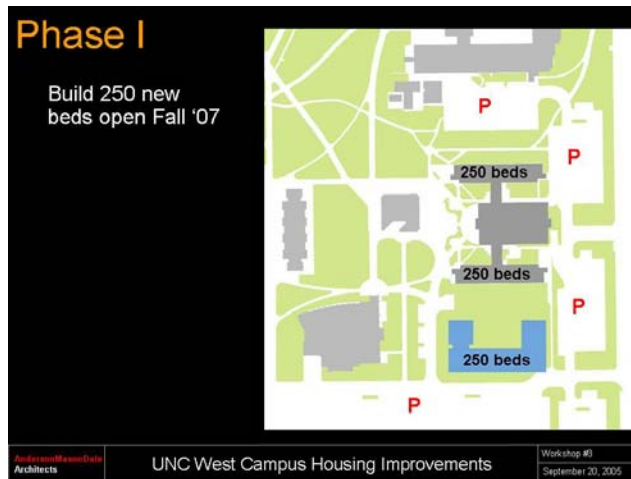 Phase I
Build 250 new
beds open Fall ‘07
P
P
250 beds
250 beds
P
250 beds
P
AndersonMasonDale
Architects
UNC West Campus Housing Improvements
Workshop #3
September 20, 2005